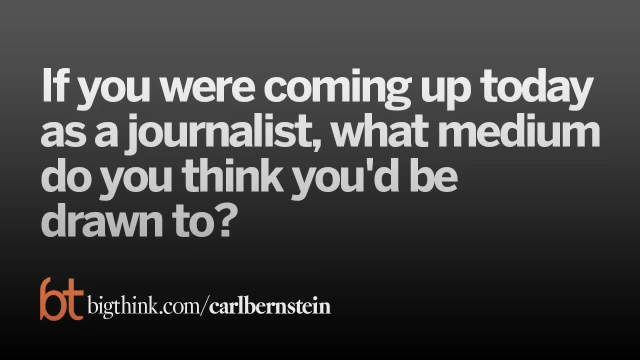 If you were coming up today
as a journalist, what medium
do you think you'd be
drawn to?
bt bigthink.com/carlbernstein